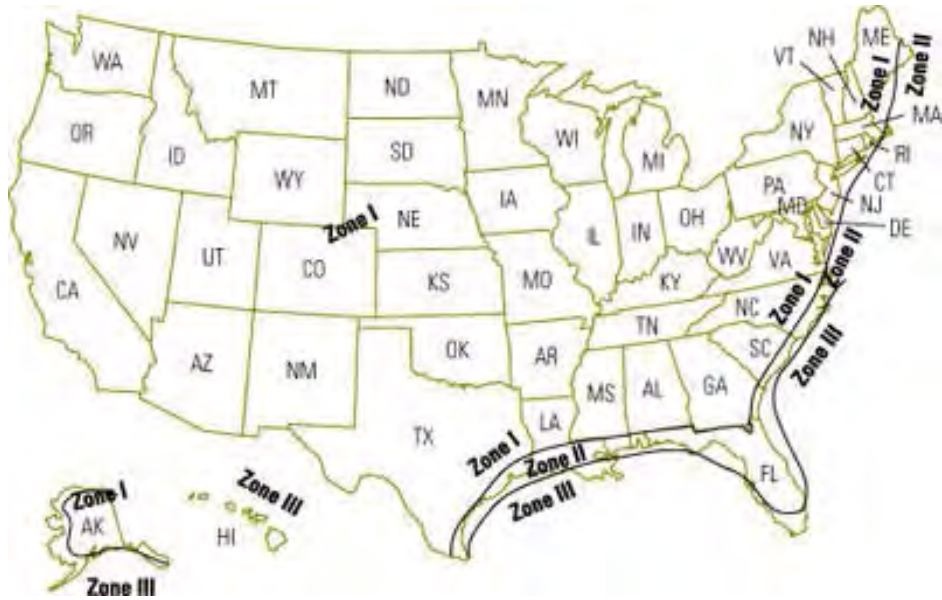 ME
NH
VT
Zone I
Zone II
WA
MT
ND
MN
MA
OR
ID
SD
WI
NY
MI
RI
WY
CT
PA
NJ
IA
MD
NE
Zone I
OH
DE
NV
IL
IN
UT
CO
WV
VA
Zone II
CA
KS
MO
KY
Zone I
NC
TN
Zone III
OK
AR
SC
AZ
NM
MS
AL
GA
LA
TX
Zone I
Zone II
FL
Zone III
Zone I
Zone III
AK
HI
Zone III